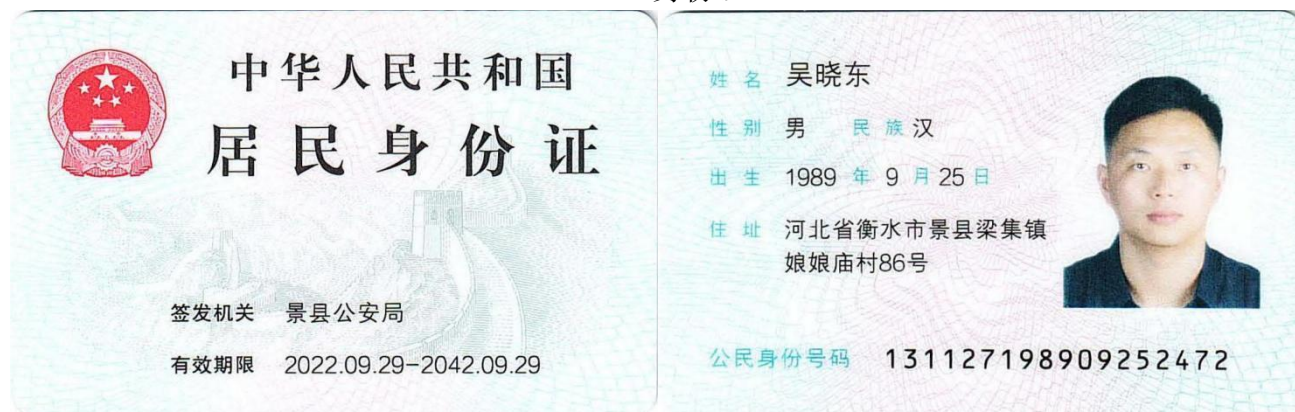 中华人民共和国
居民身份证
签发机关 景县公安局
有效期限 2022.09.29-2042.09.29
姓名 吴晓东
性别 男 民族 汉
出生 1989 年 9 月 25 日
住址 河北省衡水市景县梁集镇
娘娘庙村86号
公民身份号码 131127198909252472